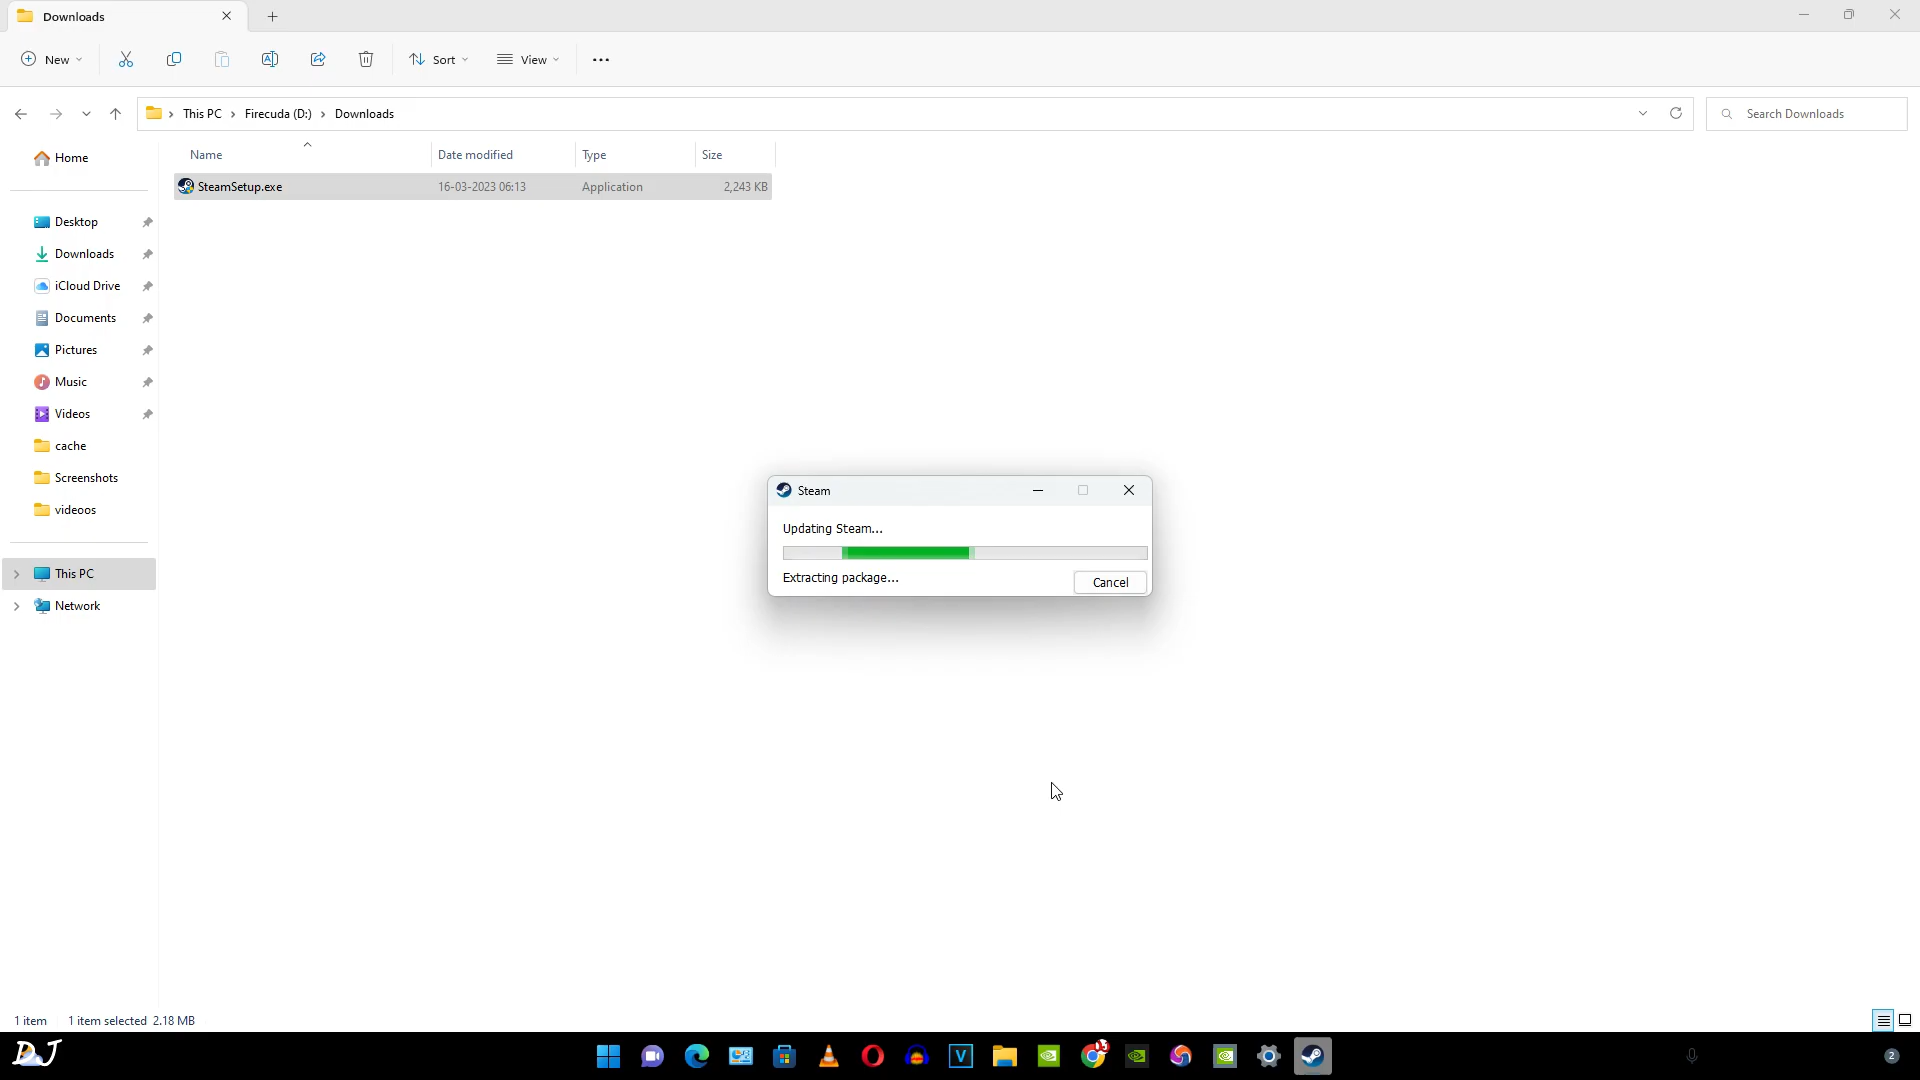 Downloads
New
Sort
View
This PC
Firecuda (D:)
Downloads
Search Downloads
Name
Date modified
Type
Size
SteamSetup.exe
16-03-2023 06:13
Application
2,243 KB
Home
Desktop
Downloads
iCloud Drive
Documents
Pictures
Music
Videos
cache
Screenshots
videoos
This PC
Network
Steam
Updating Steam...
Extracting package...
Cancel
1 item
1 item selected 2.18 MB
DJ
V
2